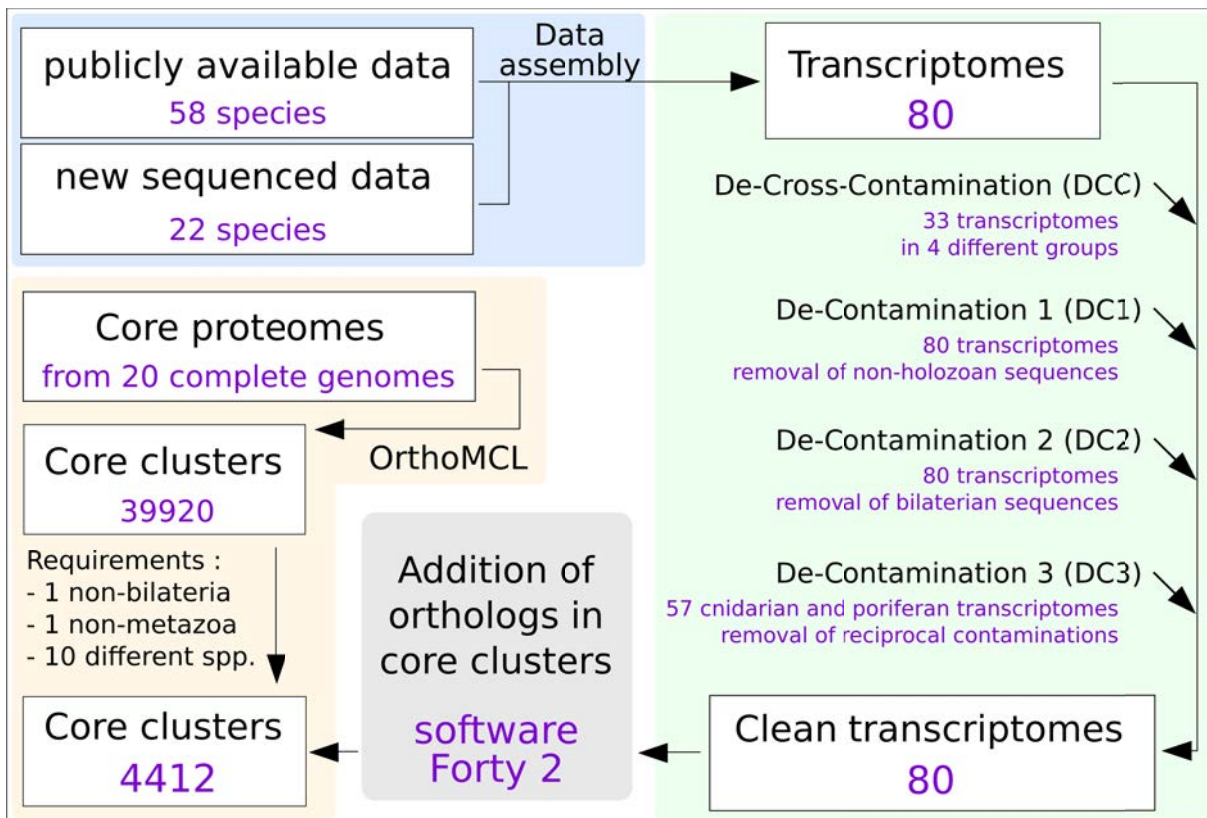 publicly available data
58 species
new sequenced data
22 species
Data
assembly
Transcriptomes
80
De-Cross-Contamination (DCC)
33 transcriptomes
in 4 different groups
De-Contamination 1 (DC1)
80 transcriptomes
removal of non-holozoan sequences
De-Contamination 2 (DC2)
80 transcriptomes
removal of bilaterian sequences
De-Contamination 3 (DC3)
57 cnidarian and poriferan transcriptomes
removal of reciprocal contaminations
Clean transcriptomes
80
Core proteomes
from 20 complete genomes
OrthoMCL
Core clusters
39920
Requirements :
- 1 non-bilateria
- 1 non-metazoa
- 10 different spp.
Core clusters
4412
Addition of
orthologs in
core clusters
software
Forty 2